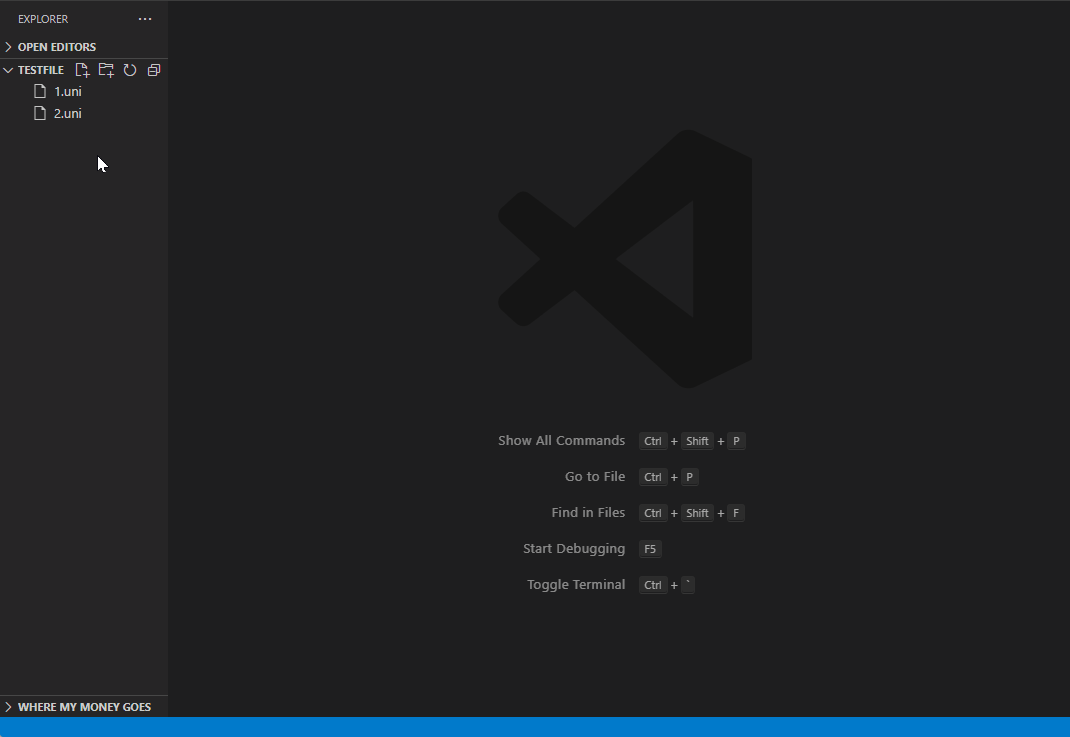 EXPLORER
OPEN EDITORS
TESTFILE
1.uni
2.uni
Show All Commands Ctrl + Shift + P
Go to File Ctrl + P
Find in Files Ctrl + Shift + F
Start Debugging F5
Toggle Terminal Ctrl + `
WHERE MY MONEY GOES